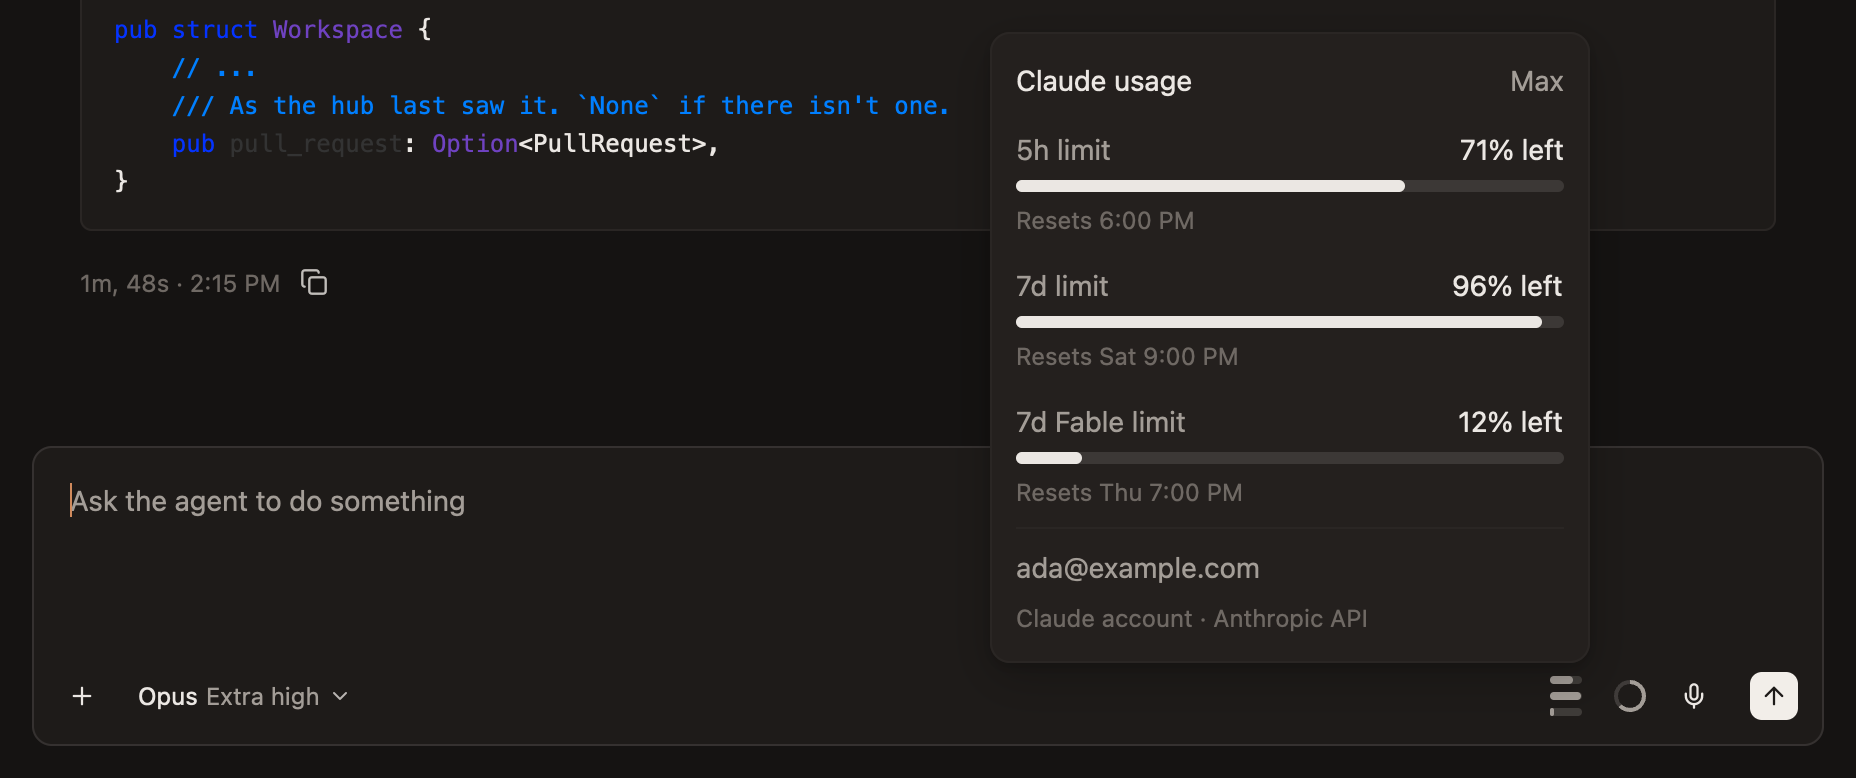 pub struct Workspace {
// ...
/// As the hub last saw it. `None` if there isn't one.
pub pull_request: Option<PullRequest>,
}
1m, 48s · 2:15 PM
Claude usage Max
5h limit 71% left
Resets 6:00 PM
7d limit 96% left
Resets Sat 9:00 PM
7d Fable limit 12% left
Resets Thu 7:00 PM
ada@example.com
Claude account · Anthropic API
Ask the agent to do something
Opus Extra high